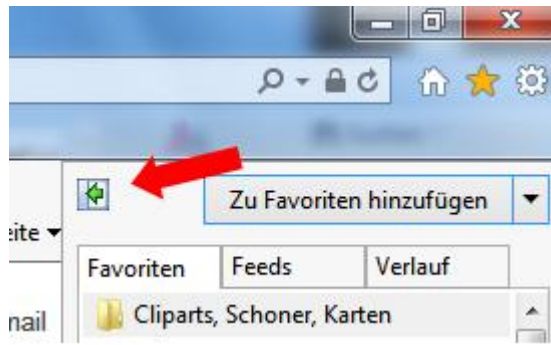 Zu Favoriten hinzufügen
eite
Favoriten Feeds Verlauf
nail Cliparts, Schoner, Karten